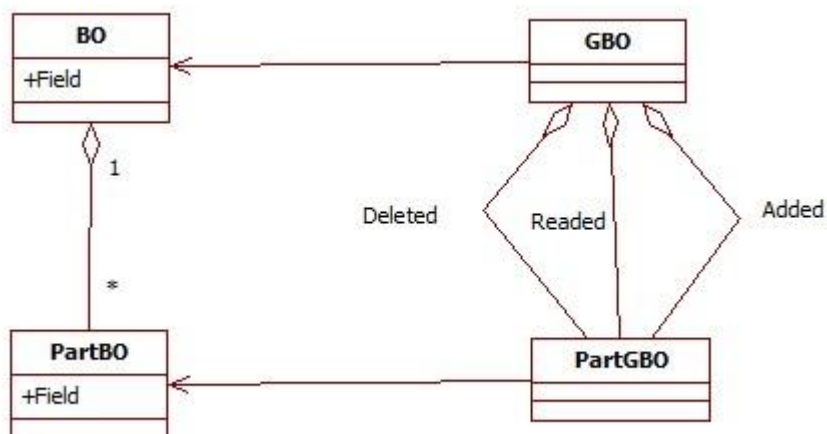 BO
GBO
+Field
1
Deleted
Readed
Added
*
PartBO
PartGBO
+Field